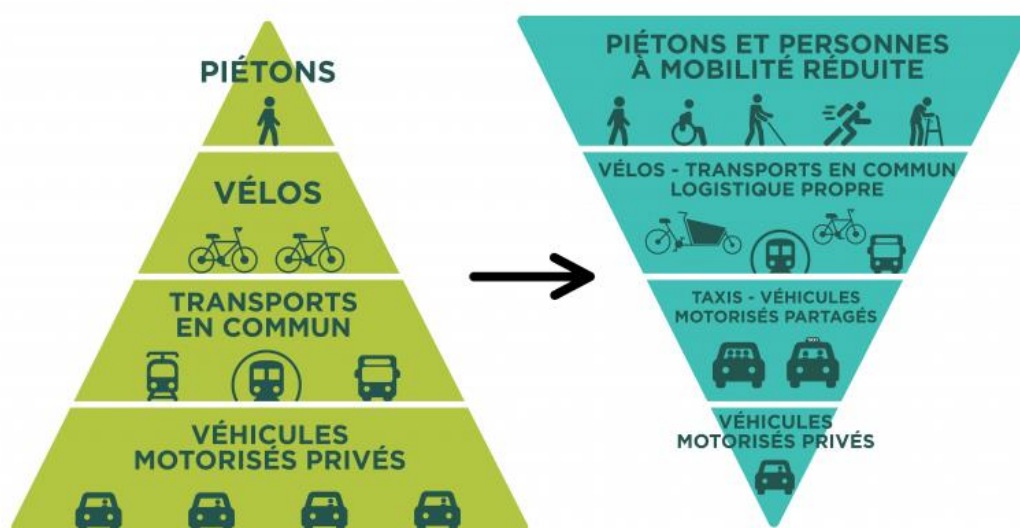 PIÉTONS
VÉLOS
TRANSPORTS
EN COMMUN
VÉHICULES
MOTORISÉS PRIVÉS
PIÉTONS ET PERSONNES
À MOBILITÉ RÉDUITE
VÉLOS - TRANSPORTS EN COMMUN
LOGISTIQUE PROPRE
TAXIS - VÉHICULES
MOTORISÉS PARTAGÉS
TAXI
VÉHICULES
MOTORISÉS PRIVÉS